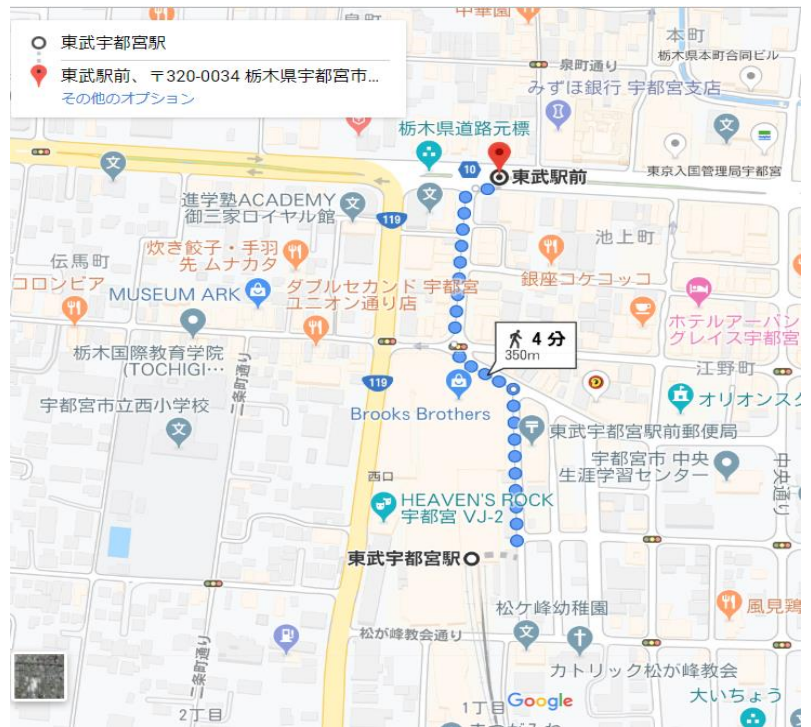 東武宇都宮駅
東武駅前、〒320-0034 栃木県宇都宮市...
その他のオプション
中華園
本町
栃木県本町合同ビル
泉町通り
みずほ銀行 宇都宮支店
栃木県道路元標
10
東武駅前
東京入国管理局宇都宮
進学塾ACADEMY
御三家ロイヤル館
119
池上町
伝馬町
炊き餃子・手羽
先 ムナカタ
コロンビア
MUSEUM ARK
ダブルセカンド 宇都宮
ユニオン通り店
銀座コケコッコ
ホテルアーバン
グレイス宇都宮
4 分
350m
栃木国際教育学院
(TOCHIGI…
119
江野町
Brooks Brothers
オリオンスク
宇都宮市立西小学校
二条町通り
東武宇都宮駅前郵便局
宇都宮市 中央
生涯学習センター
中央通り
西口
HEAVEN'S ROCK
宇都宮 VJ-2
東武宇都宮駅
松ケ峰幼稚園
風見鶏
松が峰教会通り
カトリック松が峰教会
二条町通り
大いちょう
1丁目
Google
2丁目